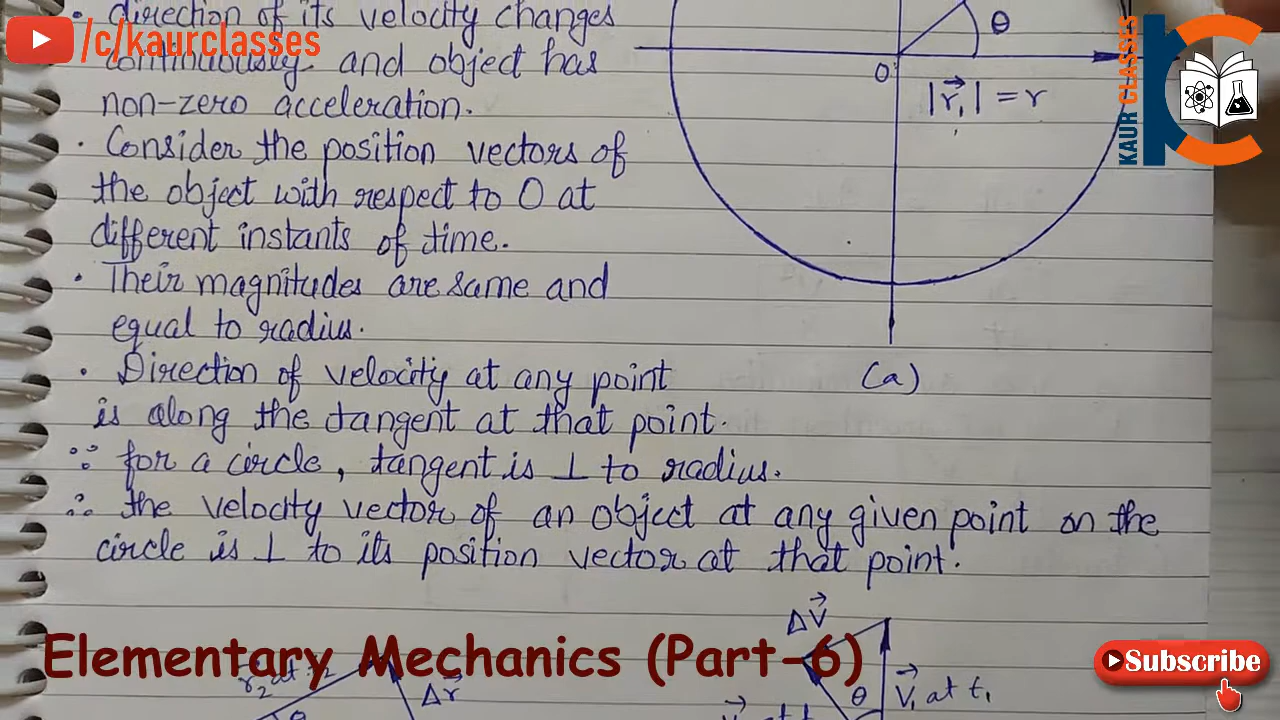 • direction of its velocity changes
/c/kaurclasses
continuously and object has
non-zero acceleration.
• Consider the position vectors of
the object with respect to O at
different instants of time.
• Their magnitudes are same and
equal to radius.
• Direction of velocity at any point
is along the tangent at that point.
∵ for a circle, tangent is ⊥ to radius.
∴ the velocity vector of an object at any given point on the
circle is ⊥ to its position vector at that point.
θ
O
|r⃗₁| = r
(a)
KAUR CLASSES
Elementary Mechanics (Part-6)
Δr⃗
θ
ΔV⃗
θ
V⃗₁ at t₁
Subscribe